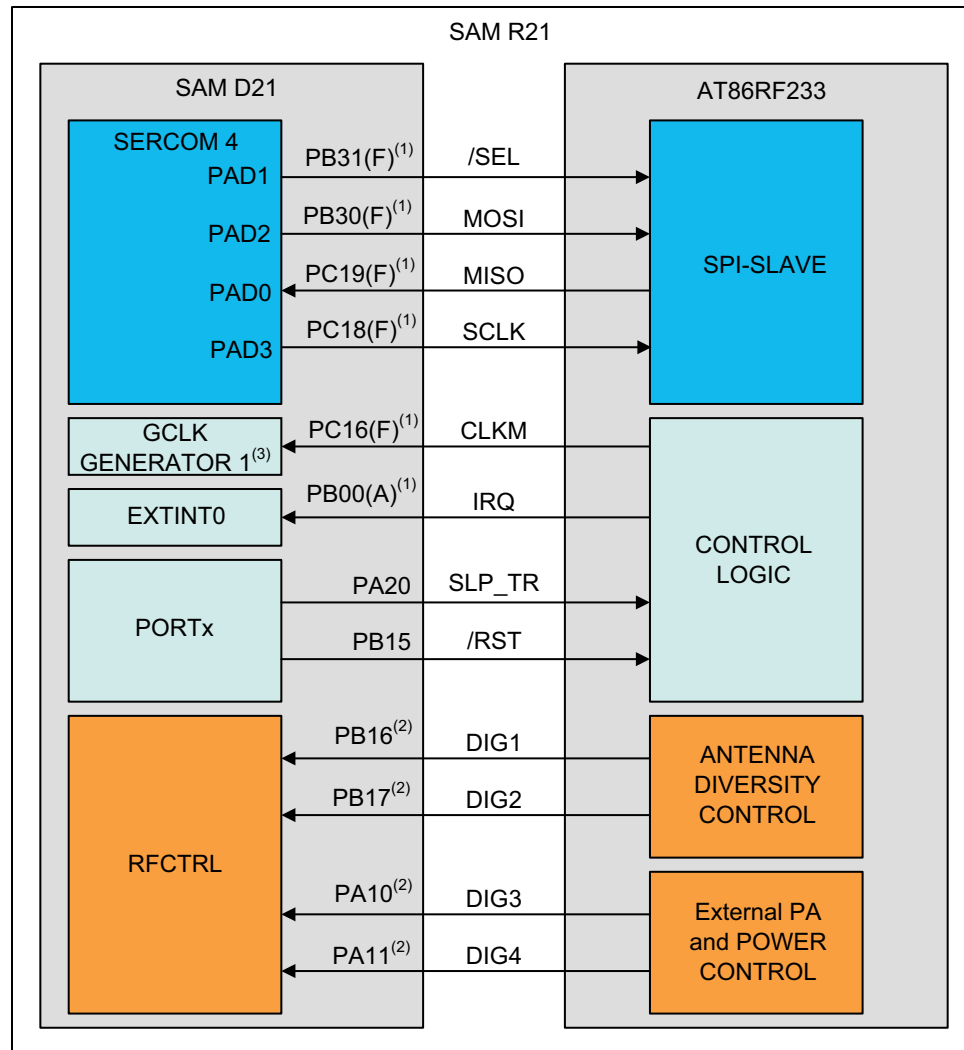 SAM R21
SAM D21
AT86RF233
SERCOM 4
PAD1
PB31(F)(1)
/SEL
PAD2
PB30(F)(1)
MOSI
SPI-SLAVE
PAD0
PC19(F)(1)
MISO
PAD3
PC18(F)(1)
SCLK
GCLK
GENERATOR 1(3)
PC16(F)(1)
CLKM
EXTINT0
PB00(A)(1)
IRQ
CONTROL
LOGIC
PORTx
PA20
SLP_TR
PB15
/RST
RFCTRL
PB16(2)
DIG1
PB17(2)
DIG2
ANTENNA
DIVERSITY
CONTROL
PA10(2)
DIG3
PA11(2)
DIG4
External PA
and POWER
CONTROL